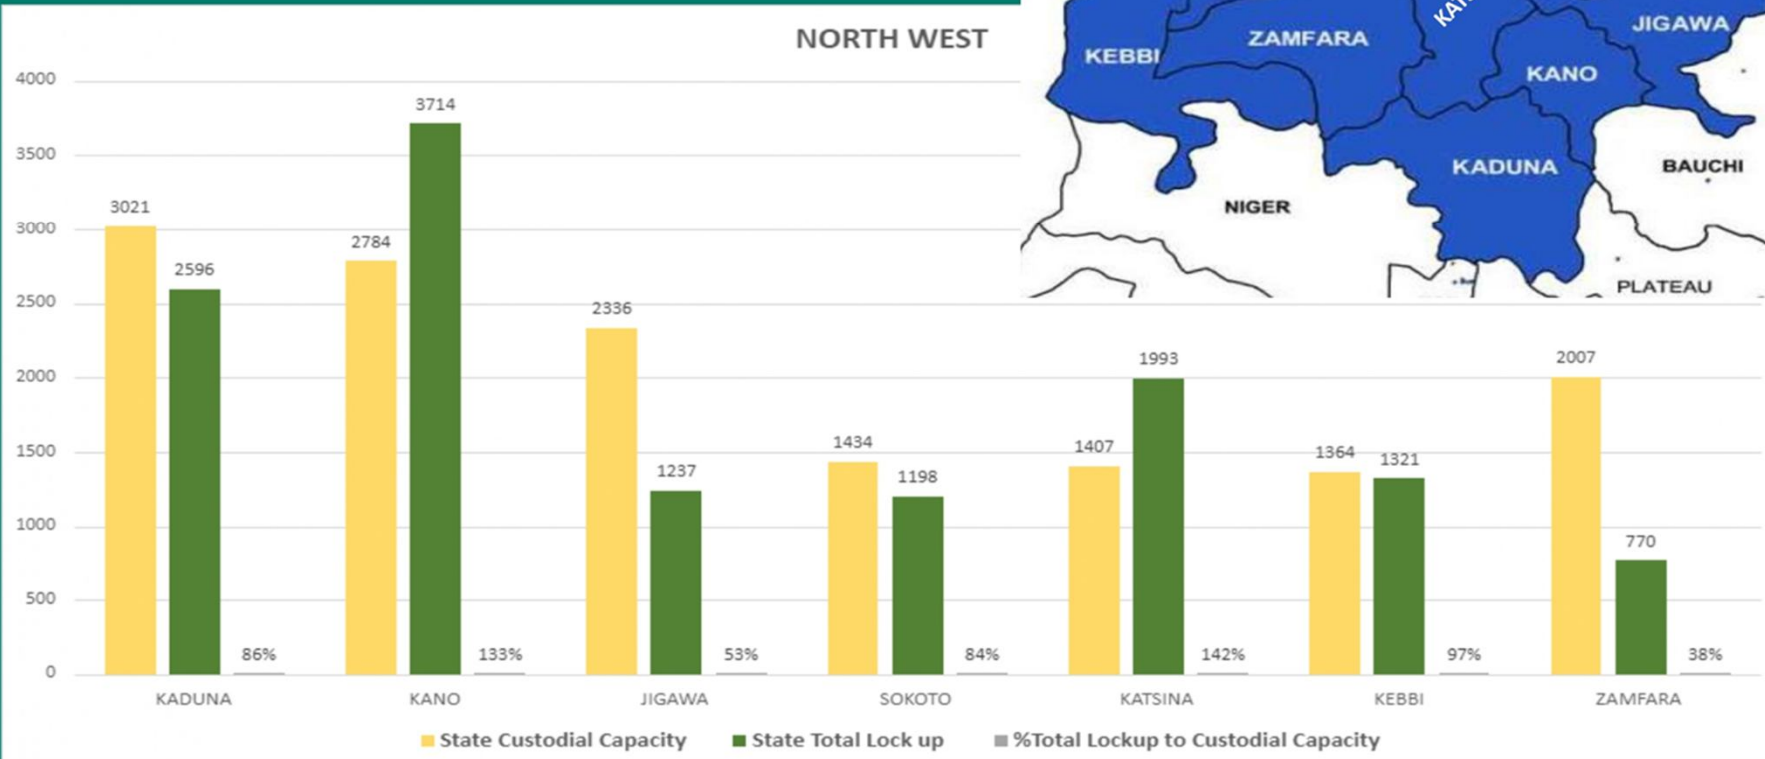 NORTH WEST
4000
3500
3000
2500
2000
1500
1000
500
0
3021
2596
86%
2784
3714
133%
2336
1237
53%
1434
1198
84%
1407
1993
142%
1364
1321
97%
2007
770
38%
KADUNA
KANO
JIGAWA
SOKOTO
KATSINA
KEBBI
ZAMFARA
State Custodial Capacity
State Total Lock up
%Total Lockup to Custodial Capacity
KEBBI
ZAMFARA
JIGAWA
KANO
KADUNA
BAUCHI
NIGER
PLATEAU